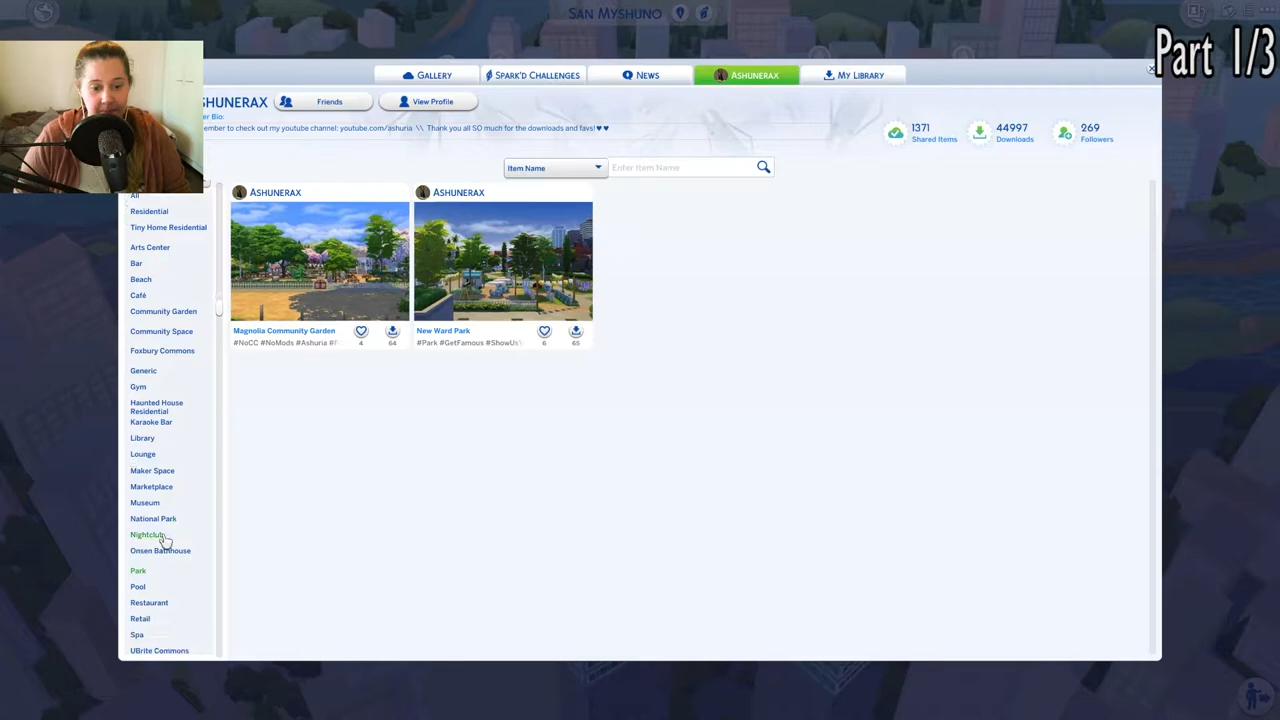 SAN MYSHUNO
Part 1/3
GALLERY
SPARK'D CHALLENGES
NEWS
ASHUNERAX
MY LIBRARY
SHUNERAX
Friends
View Profile
er Bio:
member to check out my youtube channel: youtube.com/ashuria \\ Thank you all SO much for the downloads and favs!♥♥
1371
Shared Items
44997
Downloads
269
Followers
Item Name
Enter Item Name
All
Residential
Tiny Home Residential
Arts Center
Bar
Beach
Café
Community Garden
Community Space
Foxbury Commons
Generic
Gym
Haunted House
Residential
Karaoke Bar
Library
Lounge
Maker Space
Marketplace
Museum
National Park
Nightclub
Onsen Bathhouse
Park
Pool
Restaurant
Retail
Spa
UBrite Commons
ASHUNERAX
Magnolia Community Garden
#NoCC #NoMods #Ashuria #F
4
64
ASHUNERAX
New Ward Park
#Park #GetFamous #ShowUs
6
65